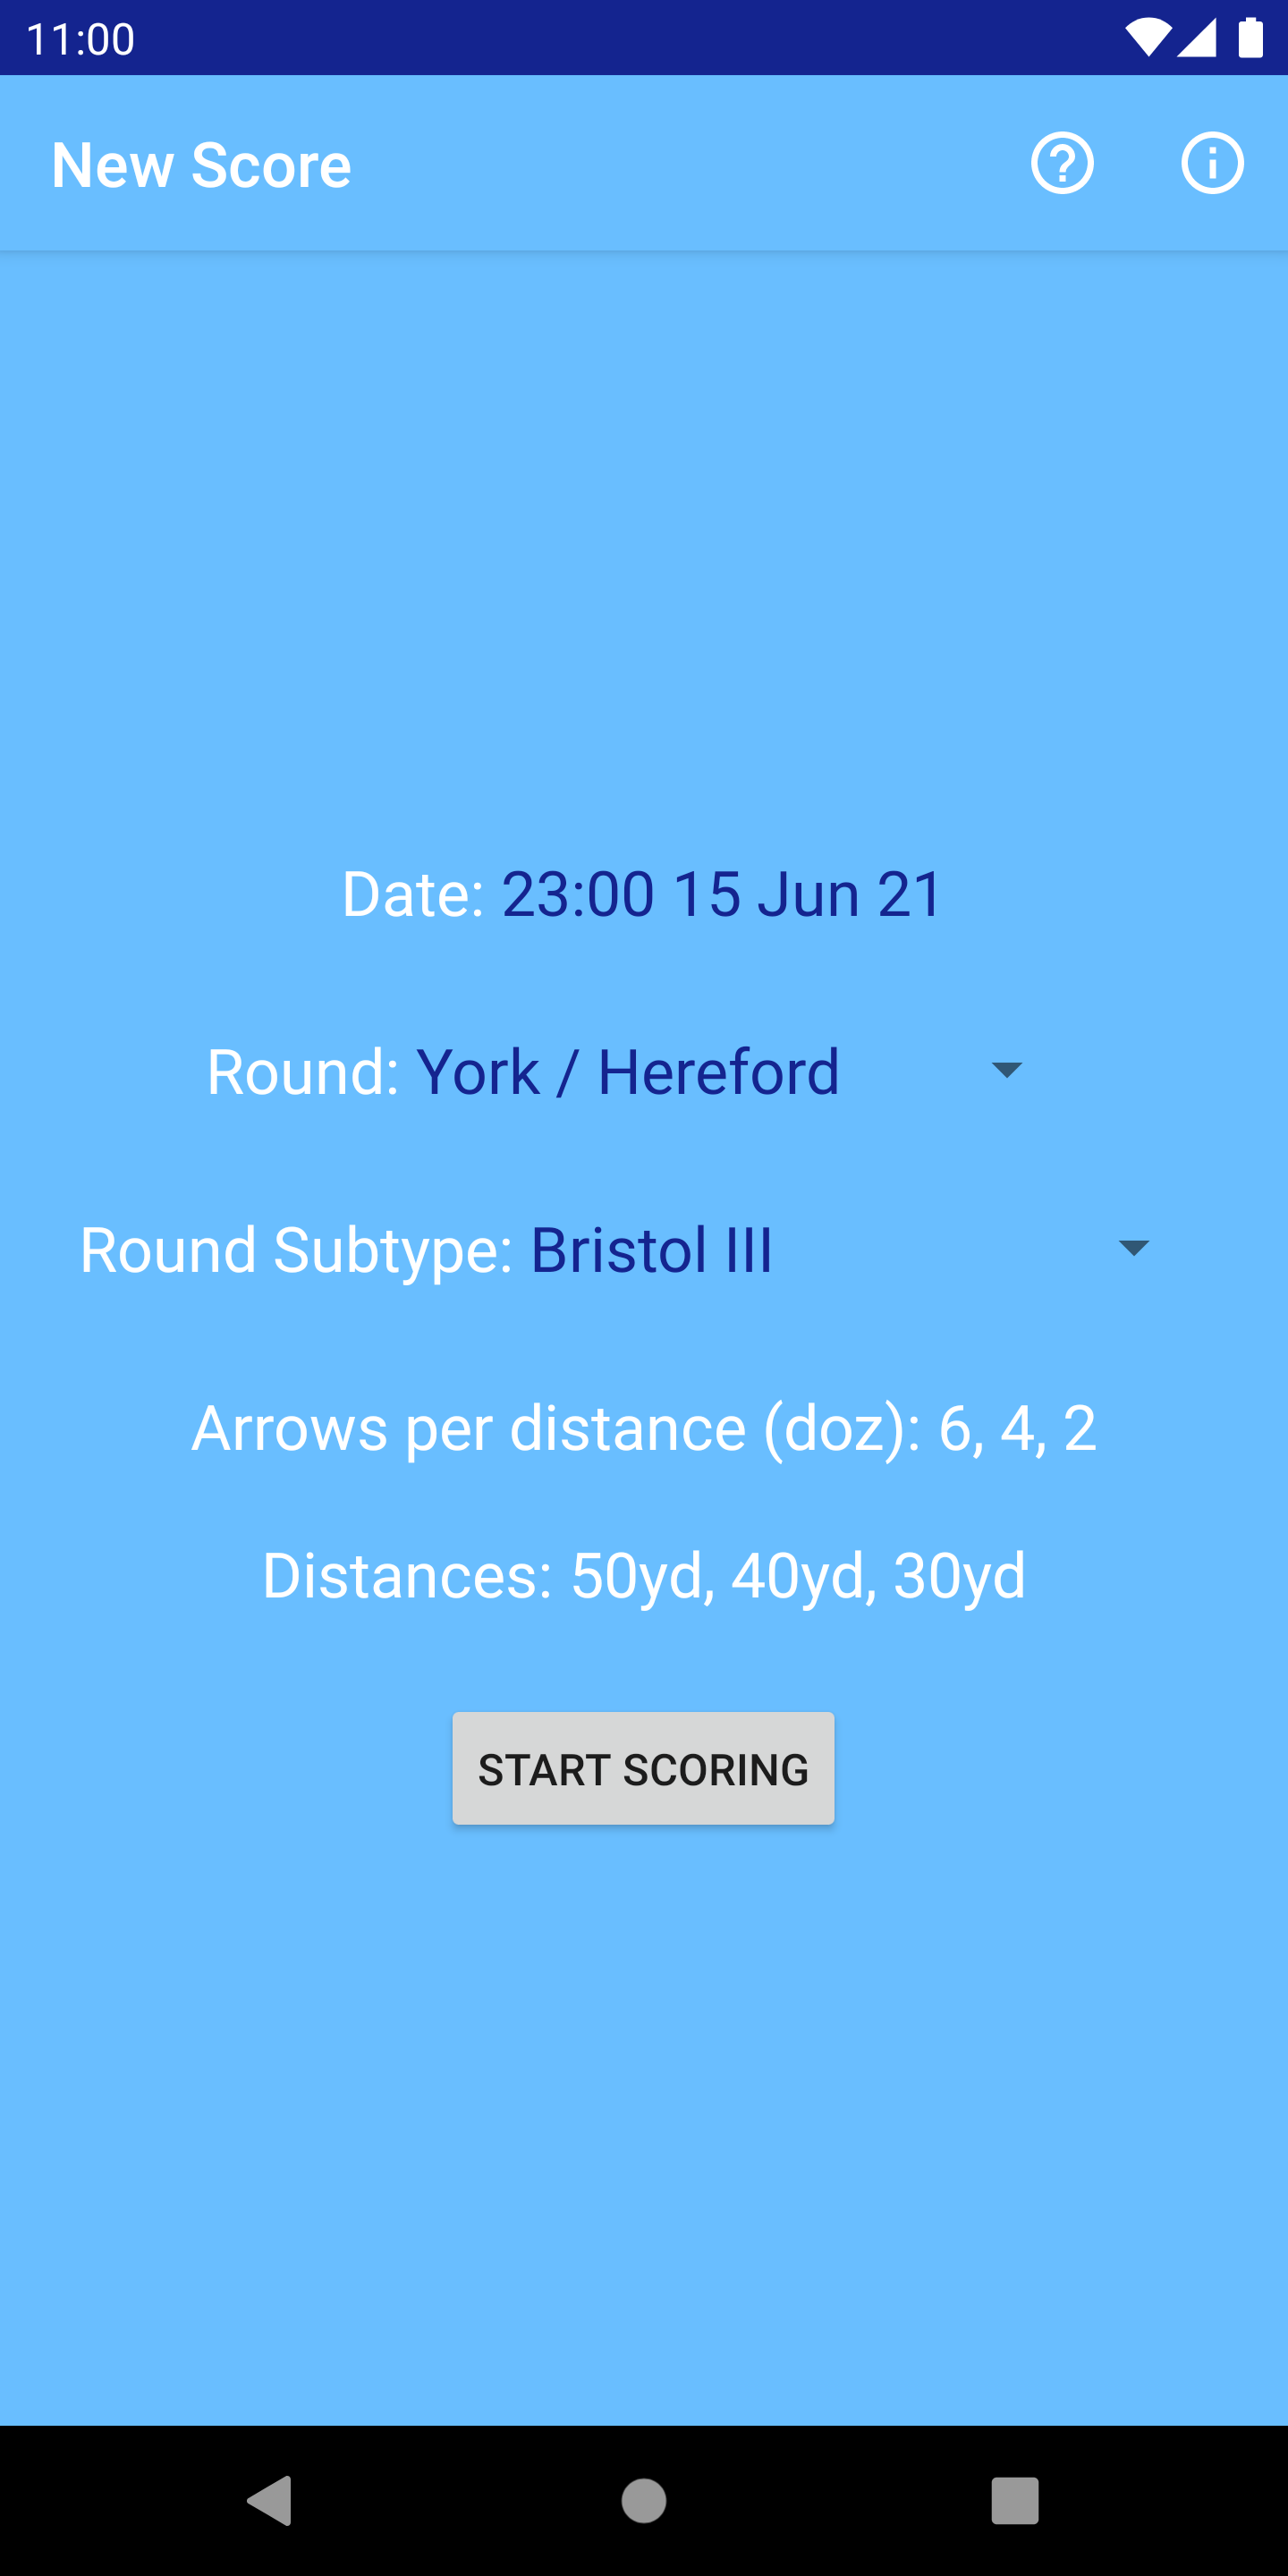 11:00
New Score
Date: 23:00 15 Jun 21
Round: York / Hereford
Round Subtype: Bristol III
Arrows per distance (doz): 6, 4, 2
Distances: 50yd, 40yd, 30yd
START SCORING